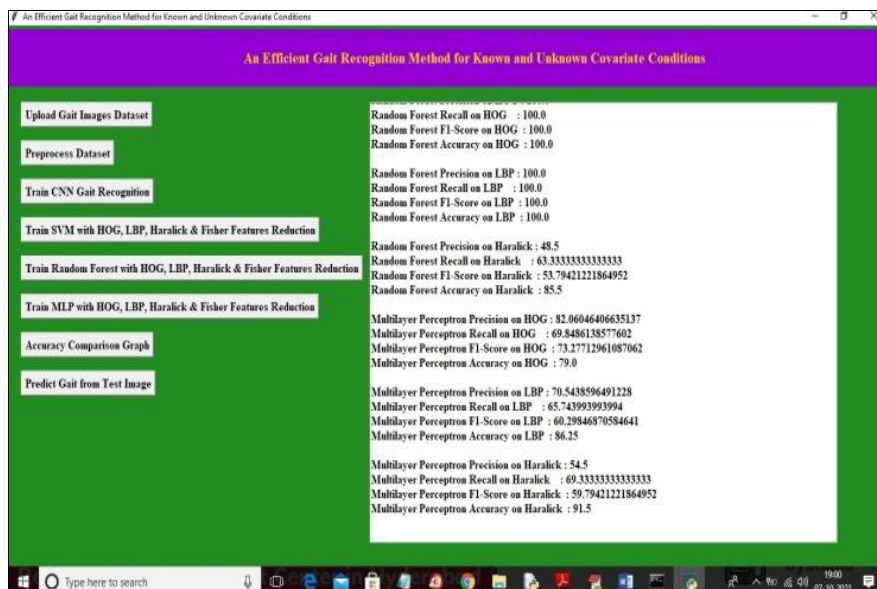 An Efficient Gait Recognition Method for Known and Unknown Covariate Conditions
An Efficient Gait Recognition Method for Known and Unknown Covariate Conditions
Upload Gait Images Dataset
Preprocess Dataset
Train CNN Gait Recognition
Train SVM with HOG, LBP, Haralick & Fisher Features Reduction
Train Random Forest with HOG, LBP, Haralick & Fisher Features Reduction
Train MLP with HOG, LBP, Haralick & Fisher Features Reduction
Accuracy Comparison Graph
Predict Gait from Test Image
Random Forest Recall on HOG : 100.0
Random Forest F1-Score on HOG : 100.0
Random Forest Accuracy on HOG : 100.0
Random Forest Precision on LBP : 100.0
Random Forest Recall on LBP : 100.0
Random Forest F1-Score on LBP : 100.0
Random Forest Accuracy on LBP : 100.0
Random Forest Precision on Haralick : 48.5
Random Forest Recall on Haralick : 63.33333333333333
Random Forest F1-Score on Haralick : 53.79421221864952
Random Forest Accuracy on Haralick : 85.5
Multilayer Perceptron Precision on HOG : 82.06046406635137
Multilayer Perceptron Recall on HOG : 69.8486138577602
Multilayer Perceptron F1-Score on HOG : 73.27712961087062
Multilayer Perceptron Accuracy on HOG : 79.0
Multilayer Perceptron Precision on LBP : 70.5438596491228
Multilayer Perceptron Recall on LBP : 65.743993993994
Multilayer Perceptron F1-Score on LBP : 60.29846870584641
Multilayer Perceptron Accuracy on LBP : 86.25
Multilayer Perceptron Precision on Haralick : 54.5
Multilayer Perceptron Recall on Haralick : 69.33333333333333
Multilayer Perceptron F1-Score on Haralick : 59.79421221864952
Multilayer Perceptron Accuracy on Haralick : 91.5
Type here to search
19:00
07-10-2021